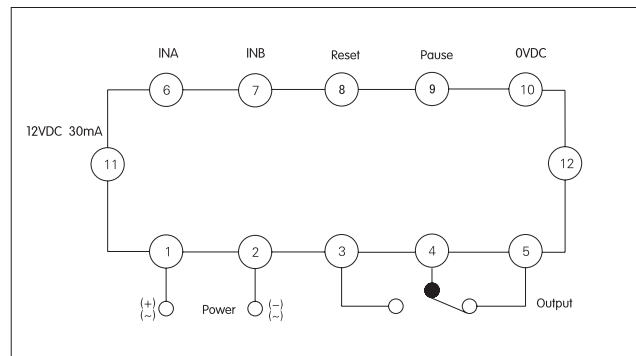 INA INB Reset Pause 0VDC
6 7 8 9 10
12VDC 30mA
11 12
1 2 3 4 5
(+) (~) Power (−) (~) Output